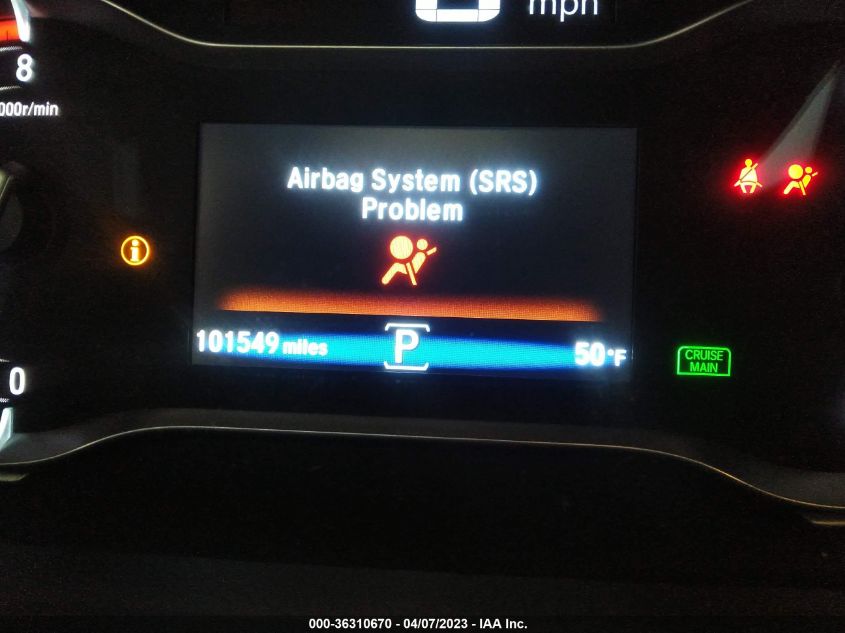 mph
8
000r/min
Airbag System (SRS)
Problem
i
101549 miles
P
50°F
CRUISE
MAIN
0
000-36310670 - 04/07/2023 - IAA Inc.